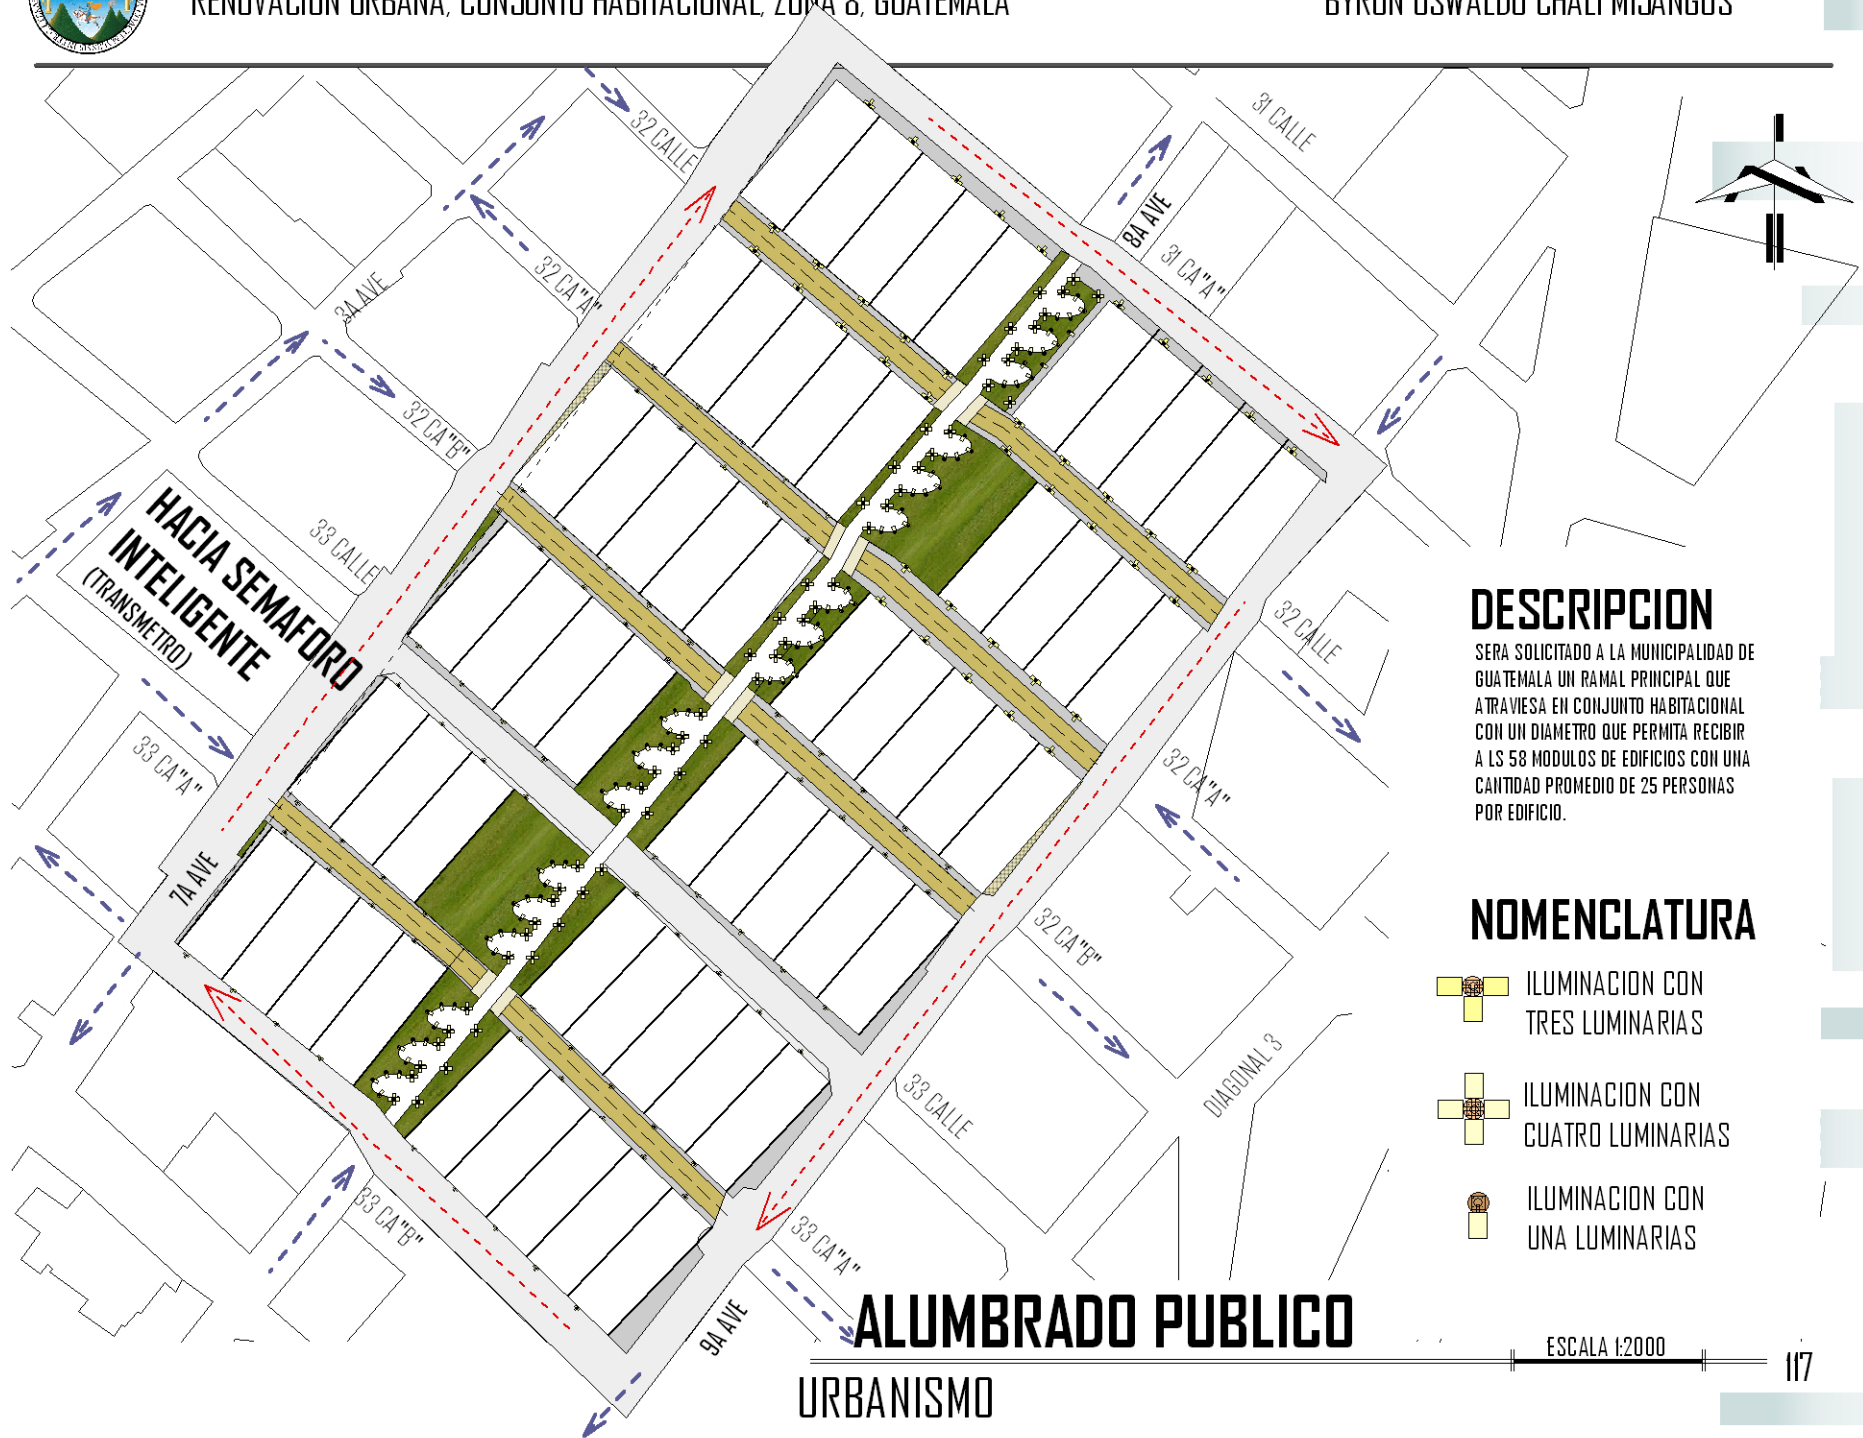 RENOVACION URBANA, CONJUNTO HABITACIONAL, ZONA 8, GUATEMALA
BYRON OSWALDO CHALI MIJANGOS
31 CALLE
32 CALLE
8A AVE
31 CA"A"
32 CA"A"
3A AVE
32 CA"B"
HACIA SEMAFORO
INTELIGENTE
(TRANSMETRO)
33 CALLE
33 CA"A"
7A AVE
32 CALLE
32 CA"A"
32 CA"B"
DIAGONAL 3
33 CALLE
33 CA"B"
33 CA"A"
9A AVE
DESCRIPCION
SERA SOLICITADO A LA MUNICIPALIDAD DE
GUATEMALA UN RAMAL PRINCIPAL QUE
ATRAVIESA EN CONJUNTO HABITACIONAL
CON UN DIAMETRO QUE PERMITA RECIBIR
A LS 58 MODULOS DE EDIFICIOS CON UNA
CANTIDAD PROMEDIO DE 25 PERSONAS
POR EDIFICIO.
NOMENCLATURA
ILUMINACION CON
TRES LUMINARIAS
ILUMINACION CON
CUATRO LUMINARIAS
ILUMINACION CON
UNA LUMINARIAS
ALUMBRADO PUBLICO
ESCALA 1:2000
117
URBANISMO